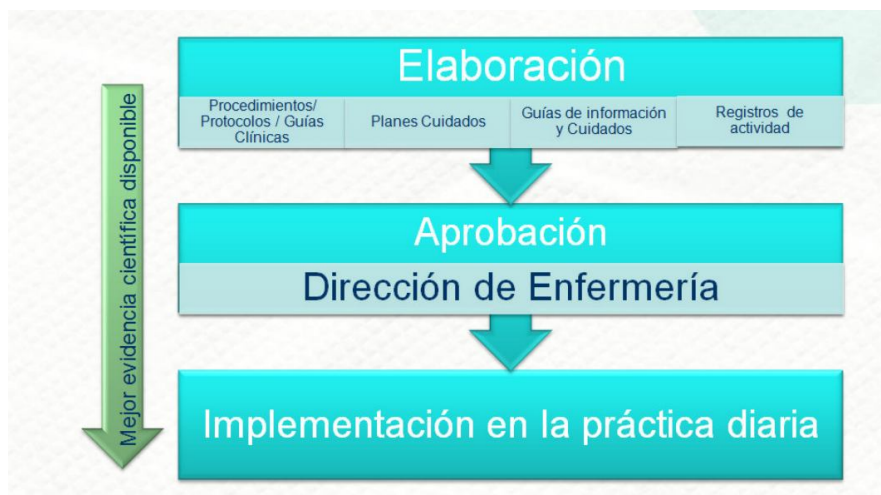 Elaboración
Procedimientos/
Protocolos / Guías
Clínicas
Planes Cuidados
Guías de información
y Cuidados
Registros de
actividad
Aprobación
Dirección de Enfermería
Implementación en la práctica diaria
Mejor evidencia científica disponible